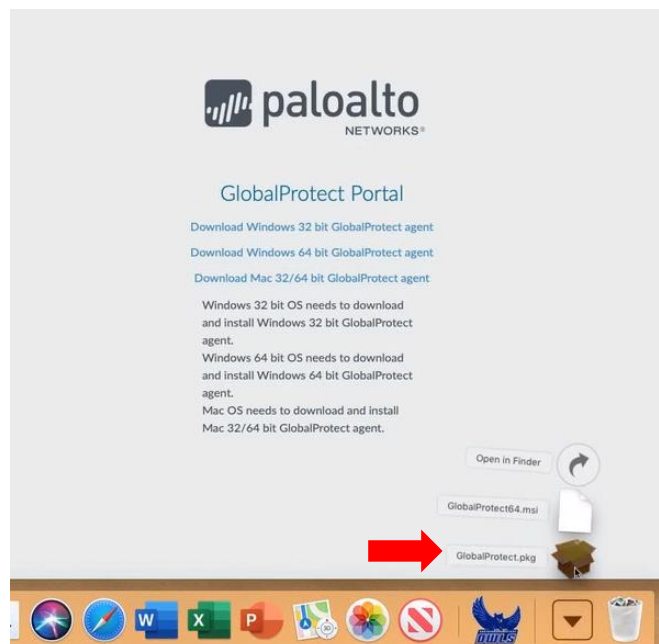 paloalto
NETWORKS®
GlobalProtect Portal
Download Windows 32 bit GlobalProtect agent
Download Windows 64 bit GlobalProtect agent
Download Mac 32/64 bit GlobalProtect agent
Windows 32 bit OS needs to download
and install Windows 32 bit GlobalProtect
agent.
Windows 64 bit OS needs to download
and install Windows 64 bit GlobalProtect
agent.
Mac OS needs to download and install
Mac 32/64 bit GlobalProtect agent.
Open in Finder
GlobalProtect64.msi
GlobalProtect.pkg
W
X
P
OWLS